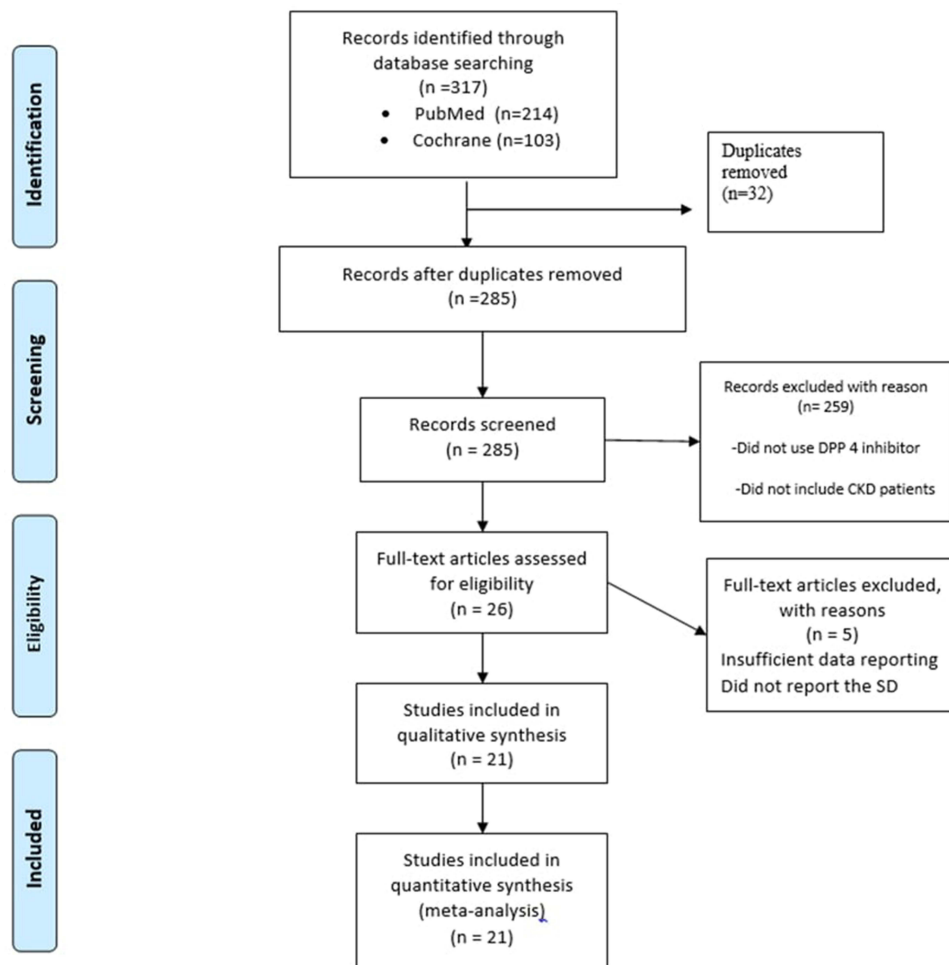 Identification
Records identified through
database searching
(n =317)
• PubMed (n=214)
• Cochrane (n=103)
Duplicates
removed
(n=32)
Screening
Records after duplicates removed
(n =285)
Records screened
(n = 285)
Records excluded with reason
(n= 259)
-Did not use DPP 4 inhibitor
-Did not include CKD patients
Eligibility
Full-text articles assessed
for eligibility
(n = 26)
Full-text articles excluded,
with reasons
(n = 5)
Insufficient data reporting
Did not report the SD
Studies included in
qualitative synthesis
(n = 21)
Included
Studies included in
quantitative synthesis
(meta-analysis)
(n = 21)